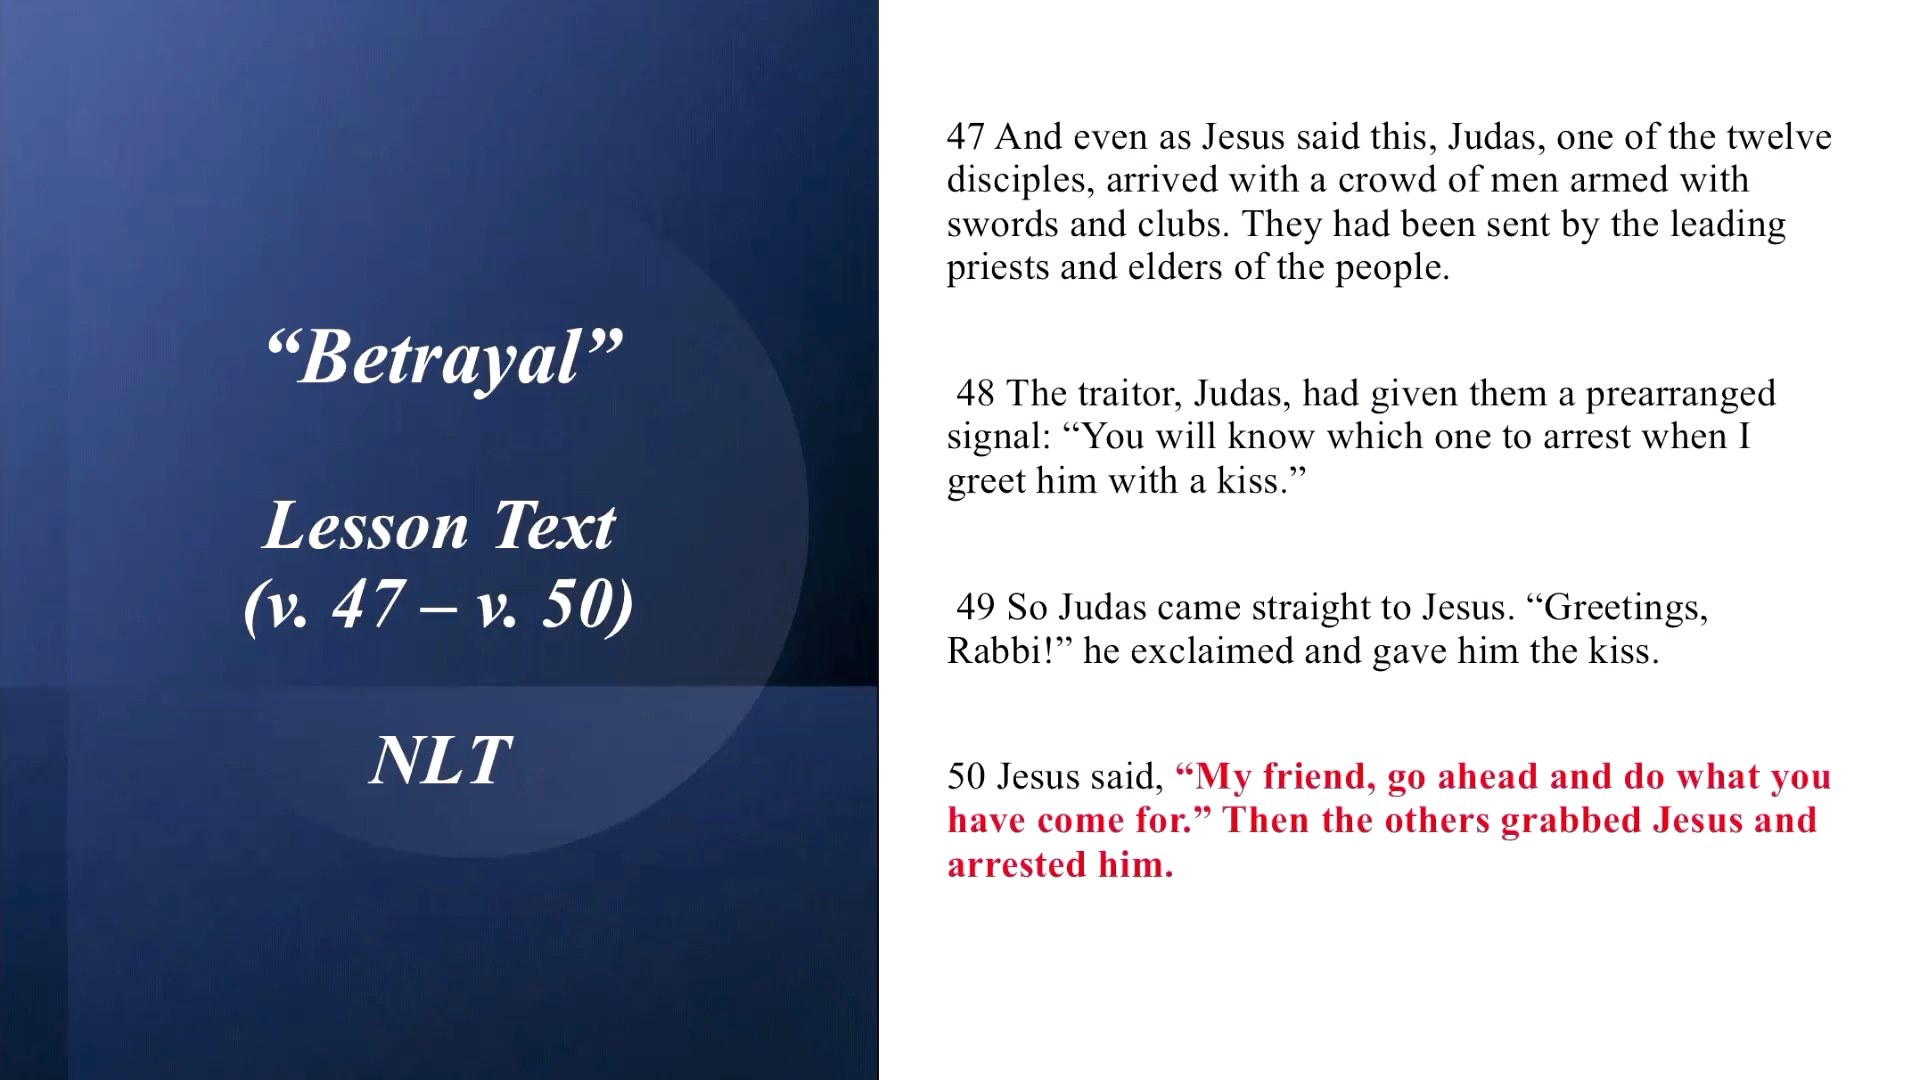 “Betrayal”
Lesson Text
(v. 47 – v. 50)
NLT
47 And even as Jesus said this, Judas, one of the twelve
disciples, arrived with a crowd of men armed with
swords and clubs. They had been sent by the leading
priests and elders of the people.
48 The traitor, Judas, had given them a prearranged
signal: “You will know which one to arrest when I
greet him with a kiss.”
49 So Judas came straight to Jesus. “Greetings,
Rabbi!” he exclaimed and gave him the kiss.
50 Jesus said, “My friend, go ahead and do what you
have come for.” Then the others grabbed Jesus and
arrested him.